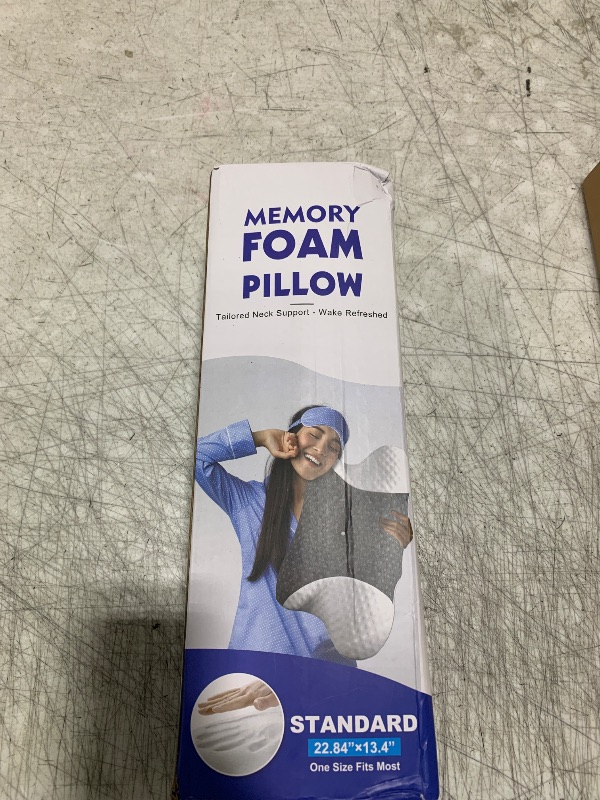 MEMORY
FOAM
PILLOW
Tailored Neck Support - Wake Refreshed
STANDARD
22.84”×13.4”
One Size Fits Most